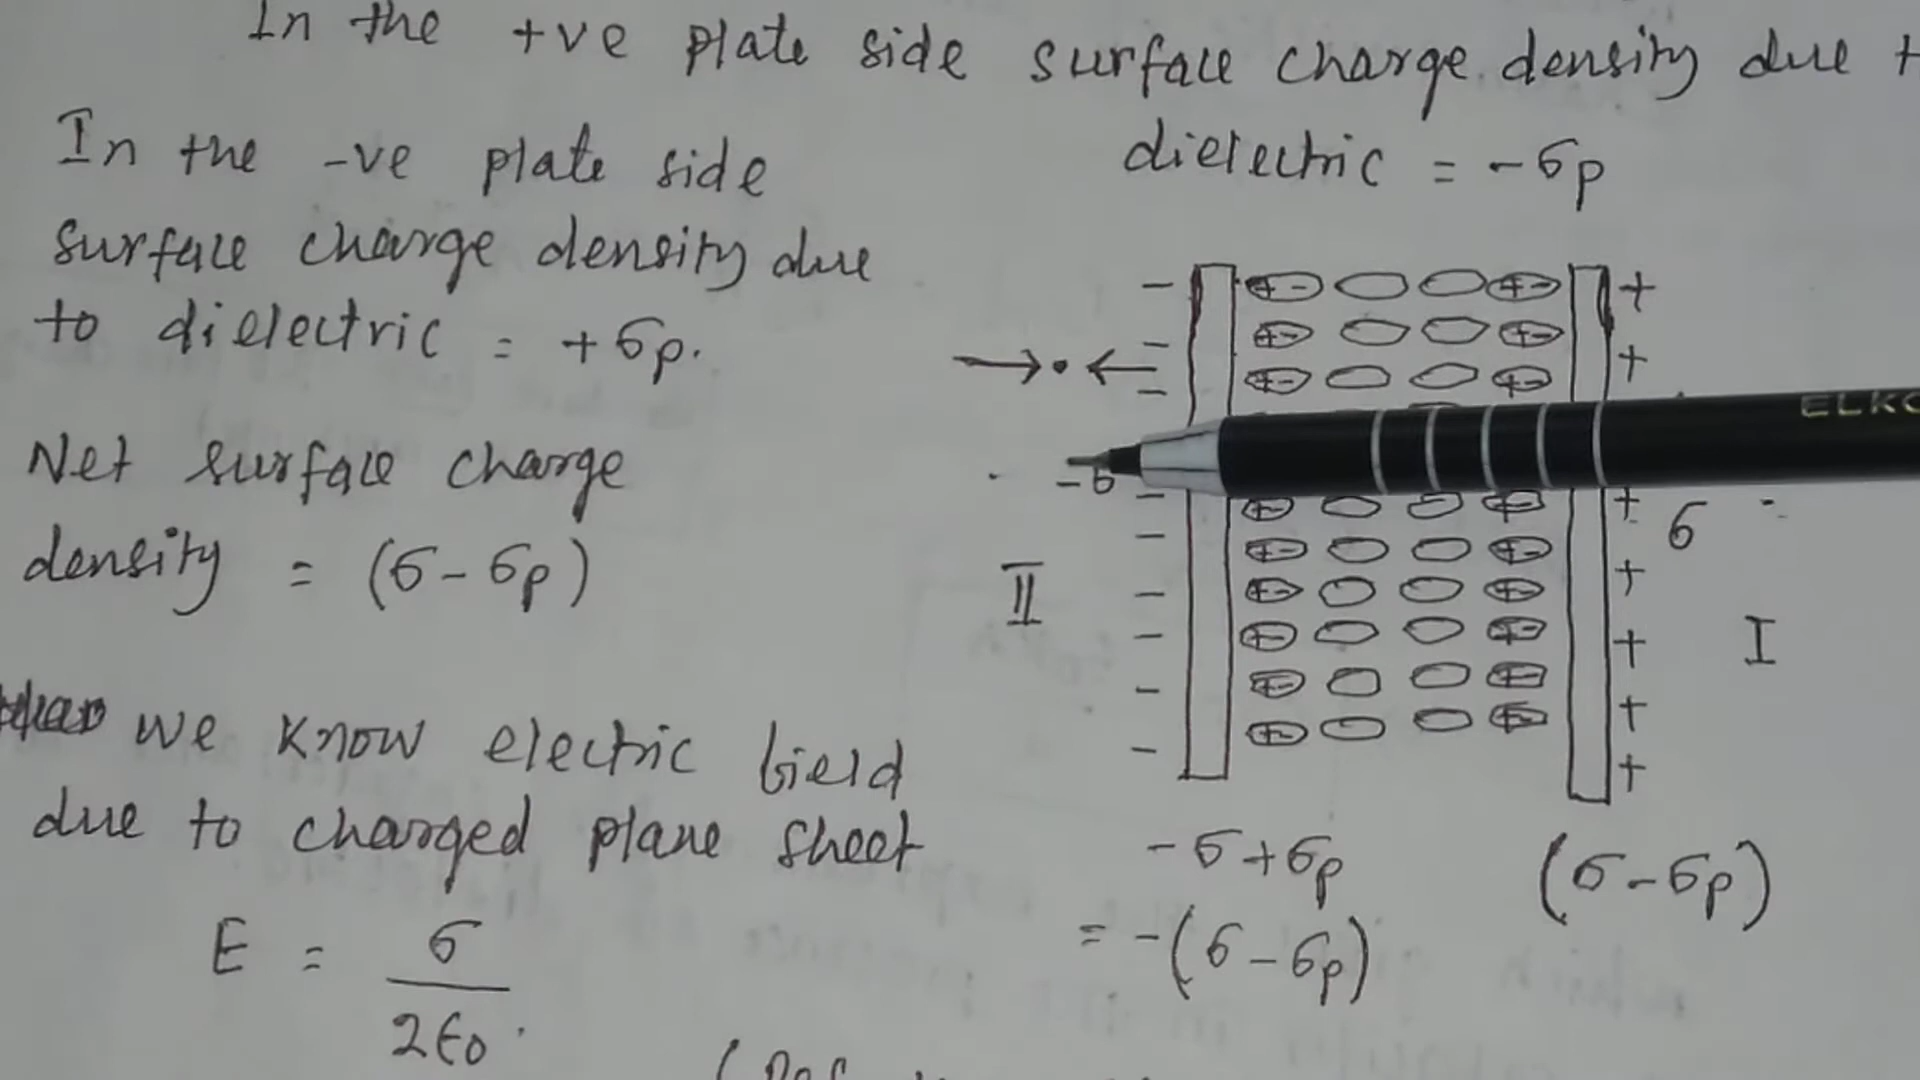 In the +ve plate side surface charge density due
dielectric = -σp
In the -ve plate side
surface charge density due
to dielectric = +σp.
Net surface charge
density = (σ - σp)
we know electric field
due to charged plane sheet
E = σ / 2ϵ0
ELKO
-σ
σ
II
I
-σ + σp
= -(σ - σp)
(σ - σp)